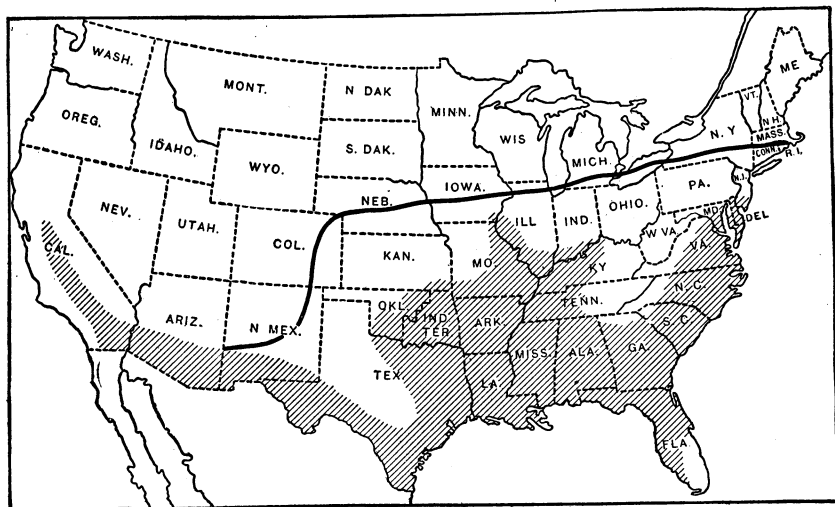 WASH.
MONT.
N DAK
MINN.
ME
VT.
N.H.
OREG.
IDAHO.
S. DAK.
WIS
MICH.
N. Y
MASS.
CONN.
R. I.
WYO.
NEB.
IOWA.
PA.
N.J.
NEV.
UTAH.
COL.
KAN.
ILL
IND.
OHIO.
MD.
DEL
W VA.
VA.
CAL.
MO.
KY
ARIZ.
N MEX.
OKL.
IND
TER
ARK.
TENN.
N. C.
S. C.
TEX.
LA.
MISS.
ALA.
GA.
FLA.